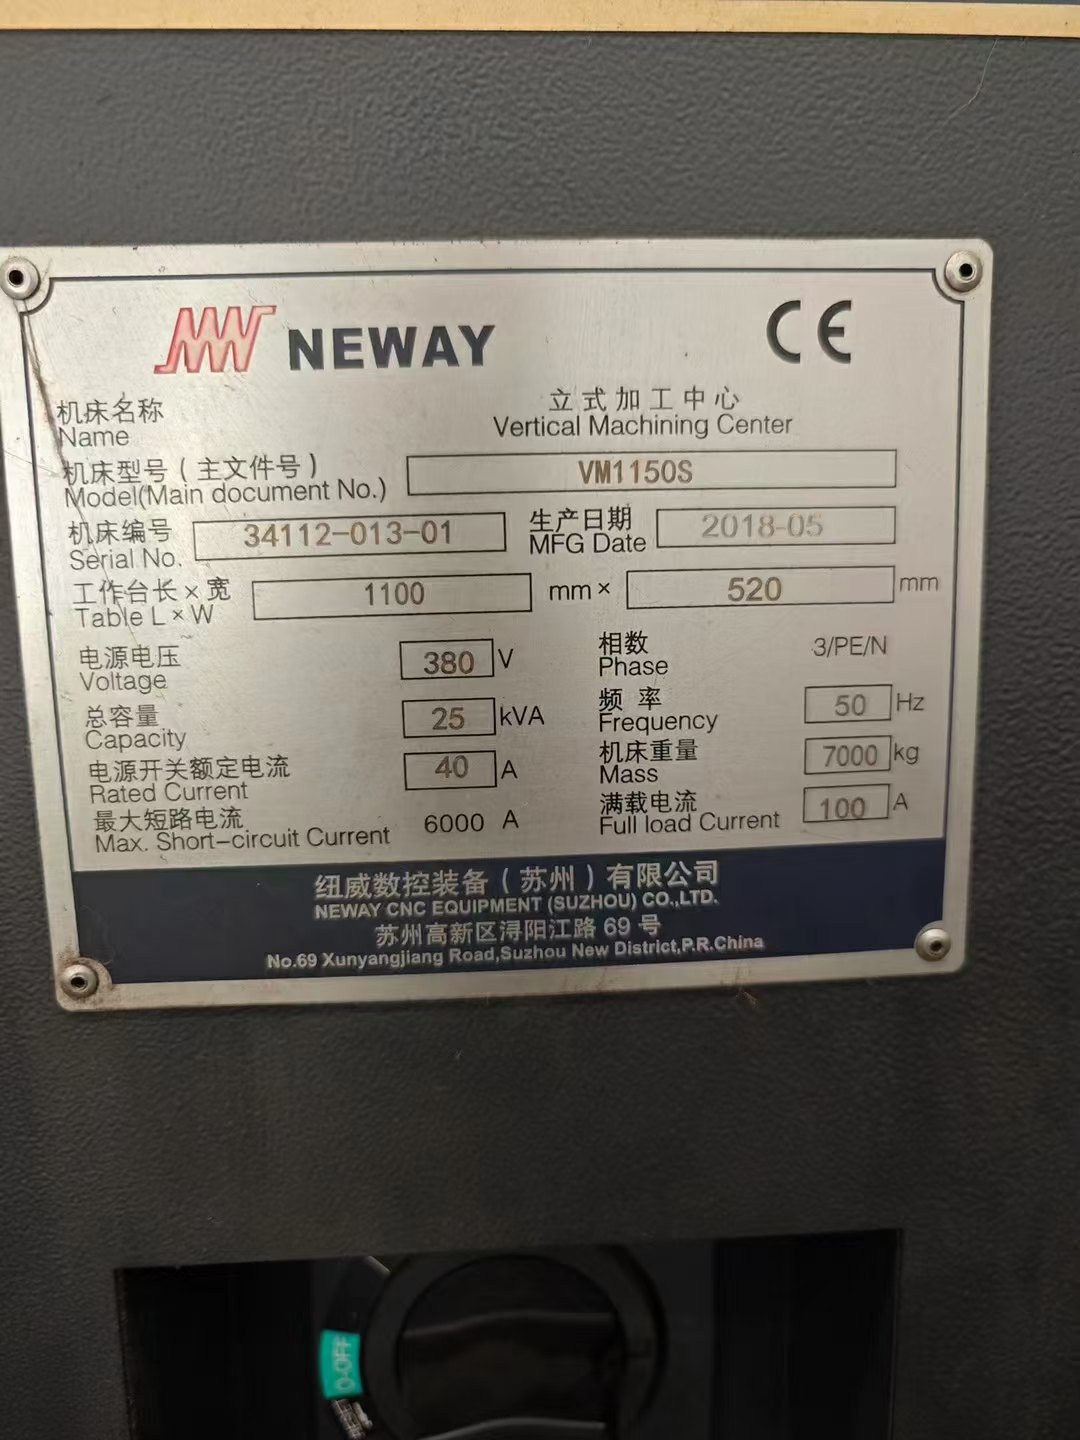 NEWAY
CE
机床名称 立式加工中心
Name Vertical Machining Center
机床型号(主文件号) VM1150S
Model(Main document No.)
机床编号 34112-013-01 生产日期 2018-05
Serial No. MFG Date
工作台长×宽 1100 mm× 520 mm
Table L×W
电源电压 380 V 相数 3/PE/N
Voltage Phase
总容量 25 kVA 频 率 50 Hz
Capacity Frequency
电源开关额定电流 40 A 机床重量 7000 kg
Rated Current Mass
最大短路电流 6000 A 满载电流 100 A
Max. Short-circuit Current Full load Current
纽威数控装备(苏州)有限公司
NEWAY CNC EQUIPMENT (SUZHOU) CO.,LTD.
苏州高新区浔阳江路 69 号
No.69 Xunyangjiang Road,Suzhou New District,P.R.China
O-OFF